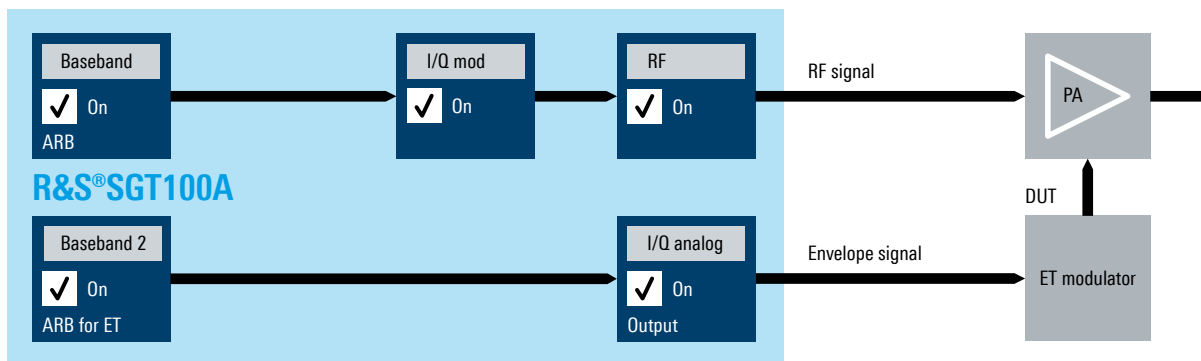 Baseband
On
ARB
I/Q mod
On
RF
On
RF signal
PA
R&S®SGT100A
DUT
Baseband 2
On
ARB for ET
I/Q analog
On
Output
Envelope signal
ET modulator